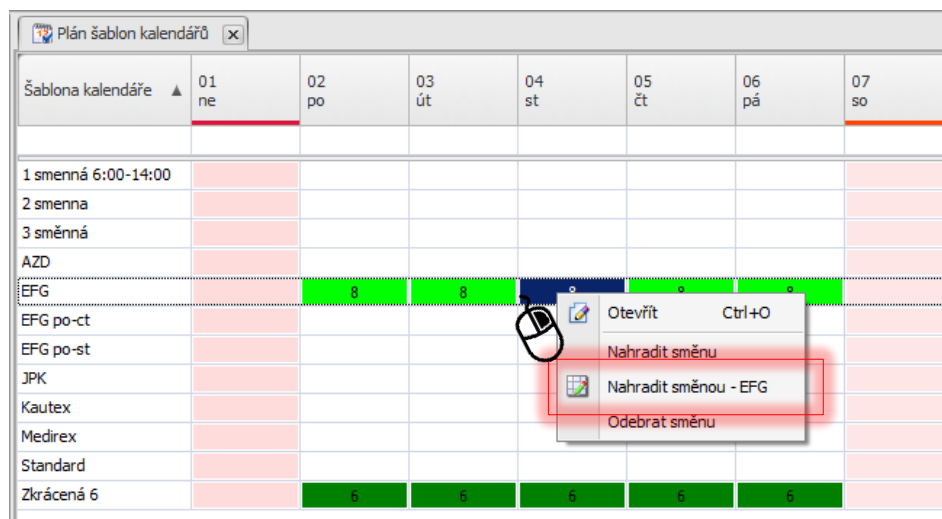 Plán šablon kalendářů
Šablona kalendáře 01 02 03 04 05 06 07
ne po út st čt pá so
1 smenná 6:00-14:00
2 smenna
3 směnná
AZD
EFG 8 8 8 8 8
EFG po-ct
EFG po-st
JPK
Kautex
Medirex
Standard
Zkrácená 6 6 6 6 6 6
Otevřít Ctrl+O
Nahradit směnu
Nahradit směnou - EFG
Odebrat směnu